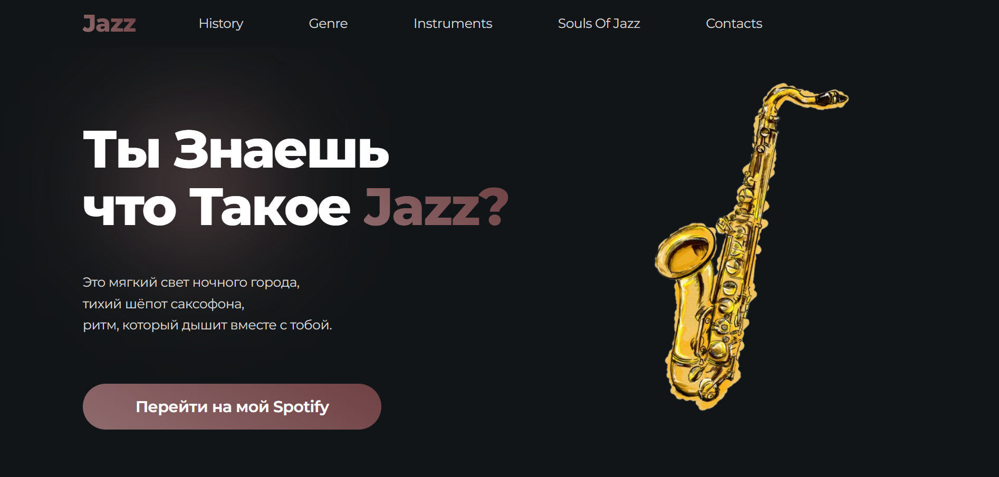 Jazz History Genre Instruments Souls Of Jazz Contacts
Ты Знаешь
что Такое Jazz?
Это мягкий свет ночного города,
тихий шёпот саксофона,
ритм, который дышит вместе с тобой.
Перейти на мой Spotify